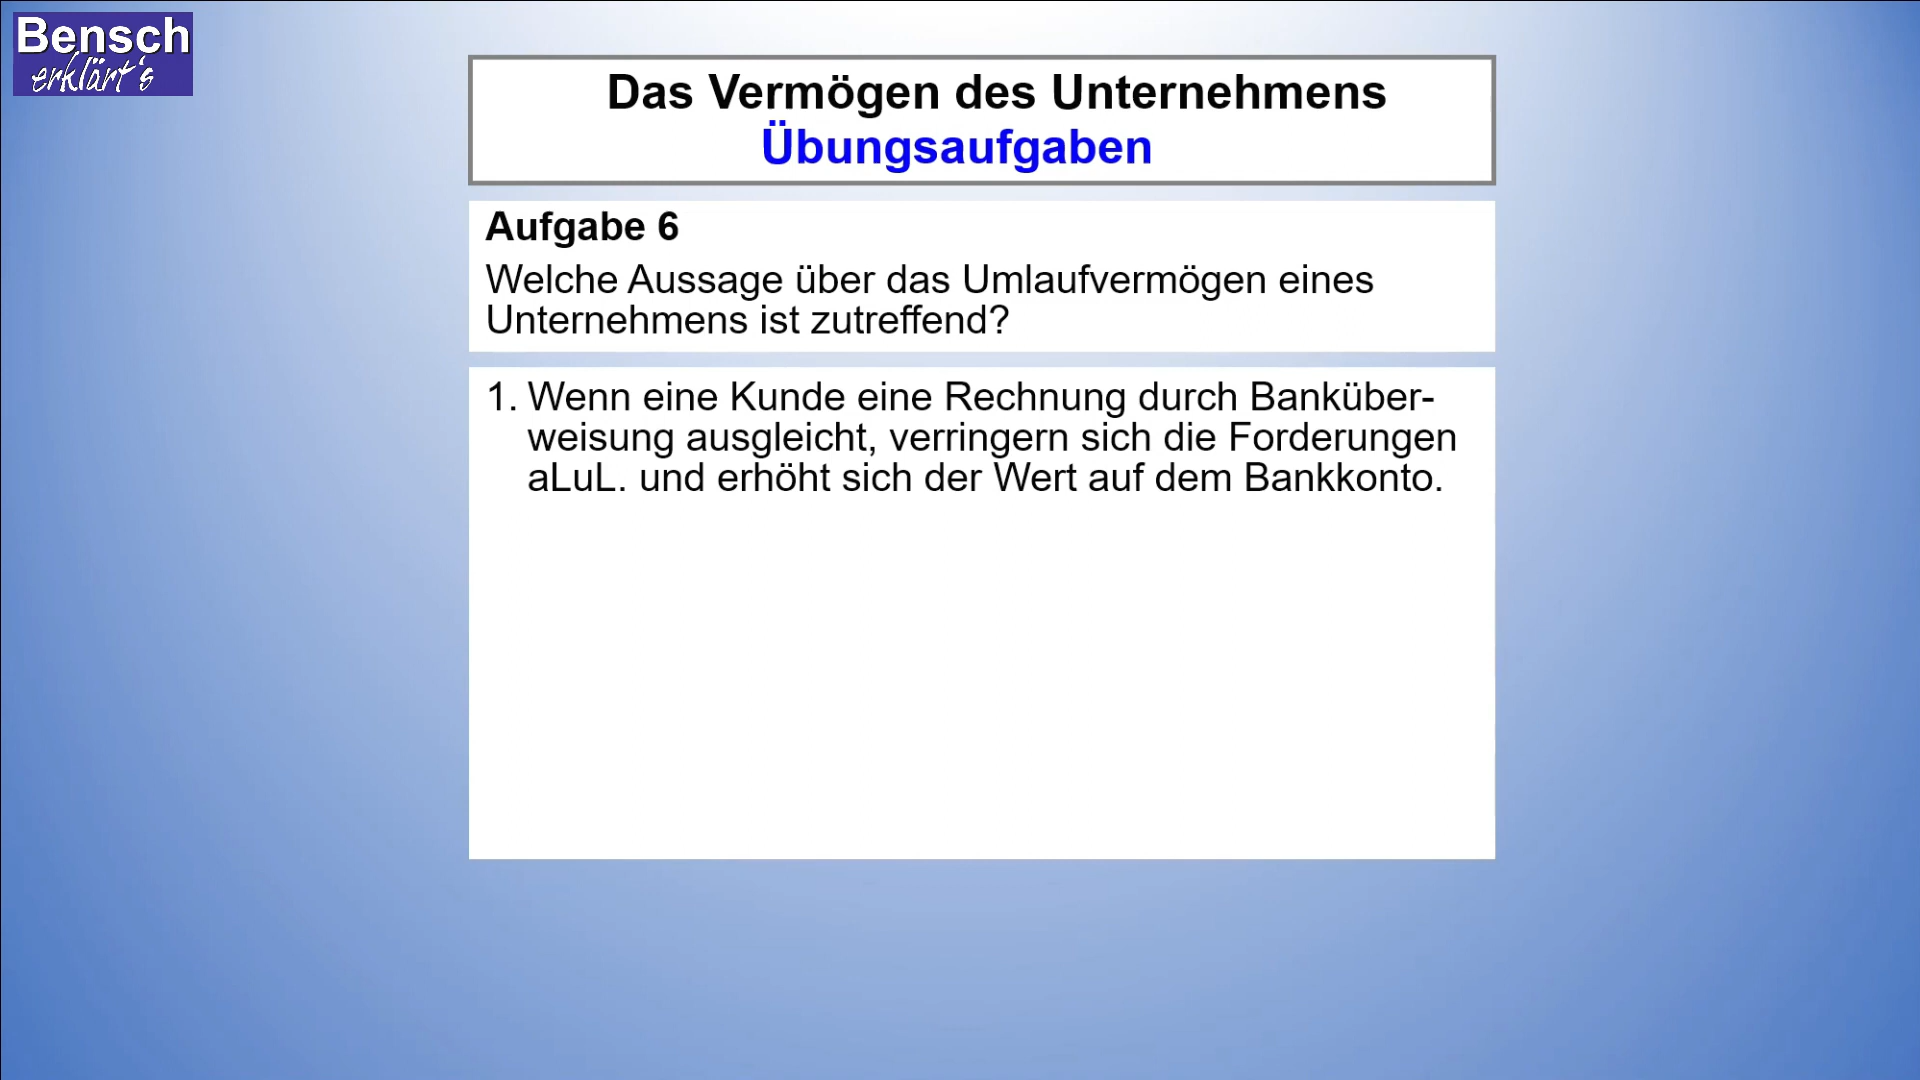 Bensch
erklärt's
Das Vermögen des Unternehmens
Übungsaufgaben
Aufgabe 6
Welche Aussage über das Umlaufvermögen eines
Unternehmens ist zutreffend?
1. Wenn eine Kunde eine Rechnung durch Banküber-
weisung ausgleicht, verringern sich die Forderungen
aLuL. und erhöht sich der Wert auf dem Bankkonto.